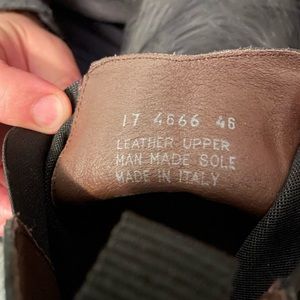 17 4666 46
LEATHER UPPER
MAN MADE SOLE
MADE IN ITALY